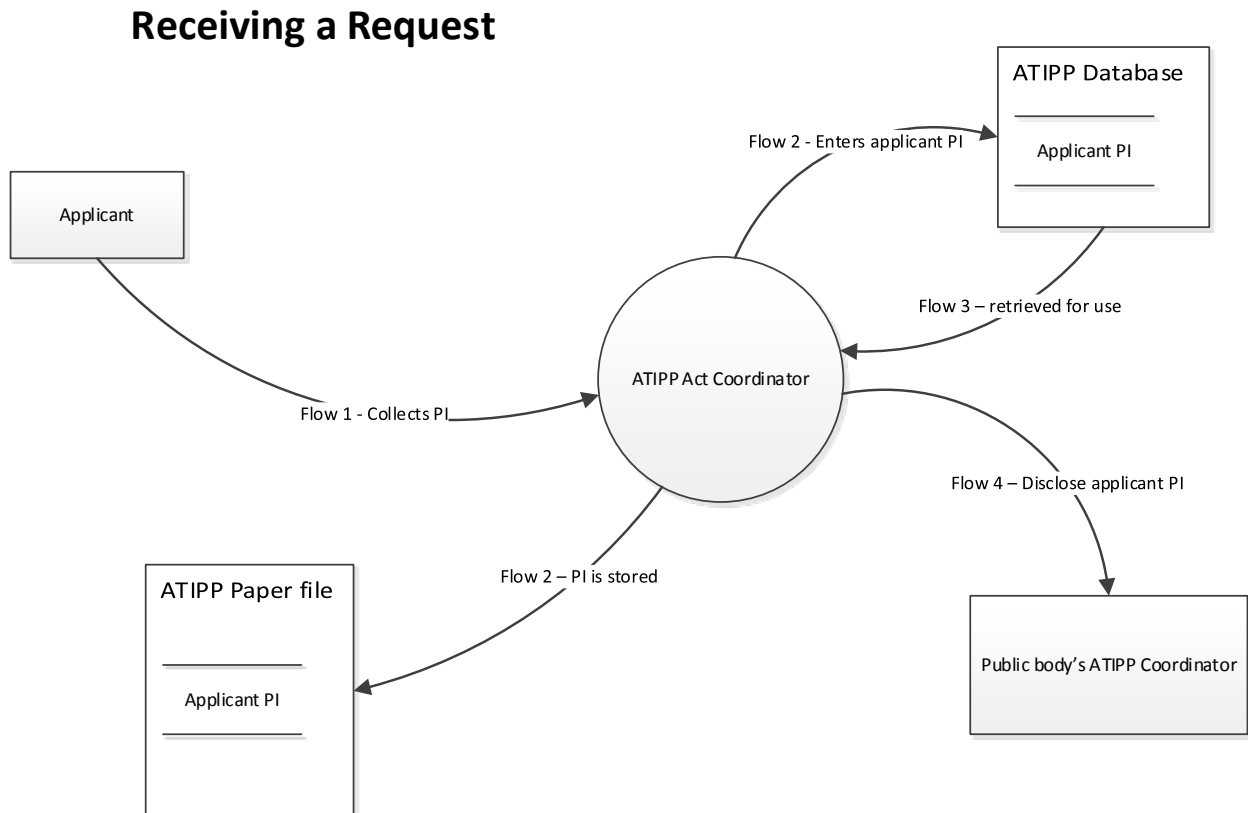 Receiving a Request
ATIPP Database
Flow 2 - Enters applicant PI
Applicant PI
Applicant
Flow 3 – retrieved for use
ATIPP Act Coordinator
Flow 1 - Collects PI
Flow 4 – Disclose applicant PI
Flow 2 – PI is stored
ATIPP Paper file
Public body’s ATIPP Coordinator
Applicant PI